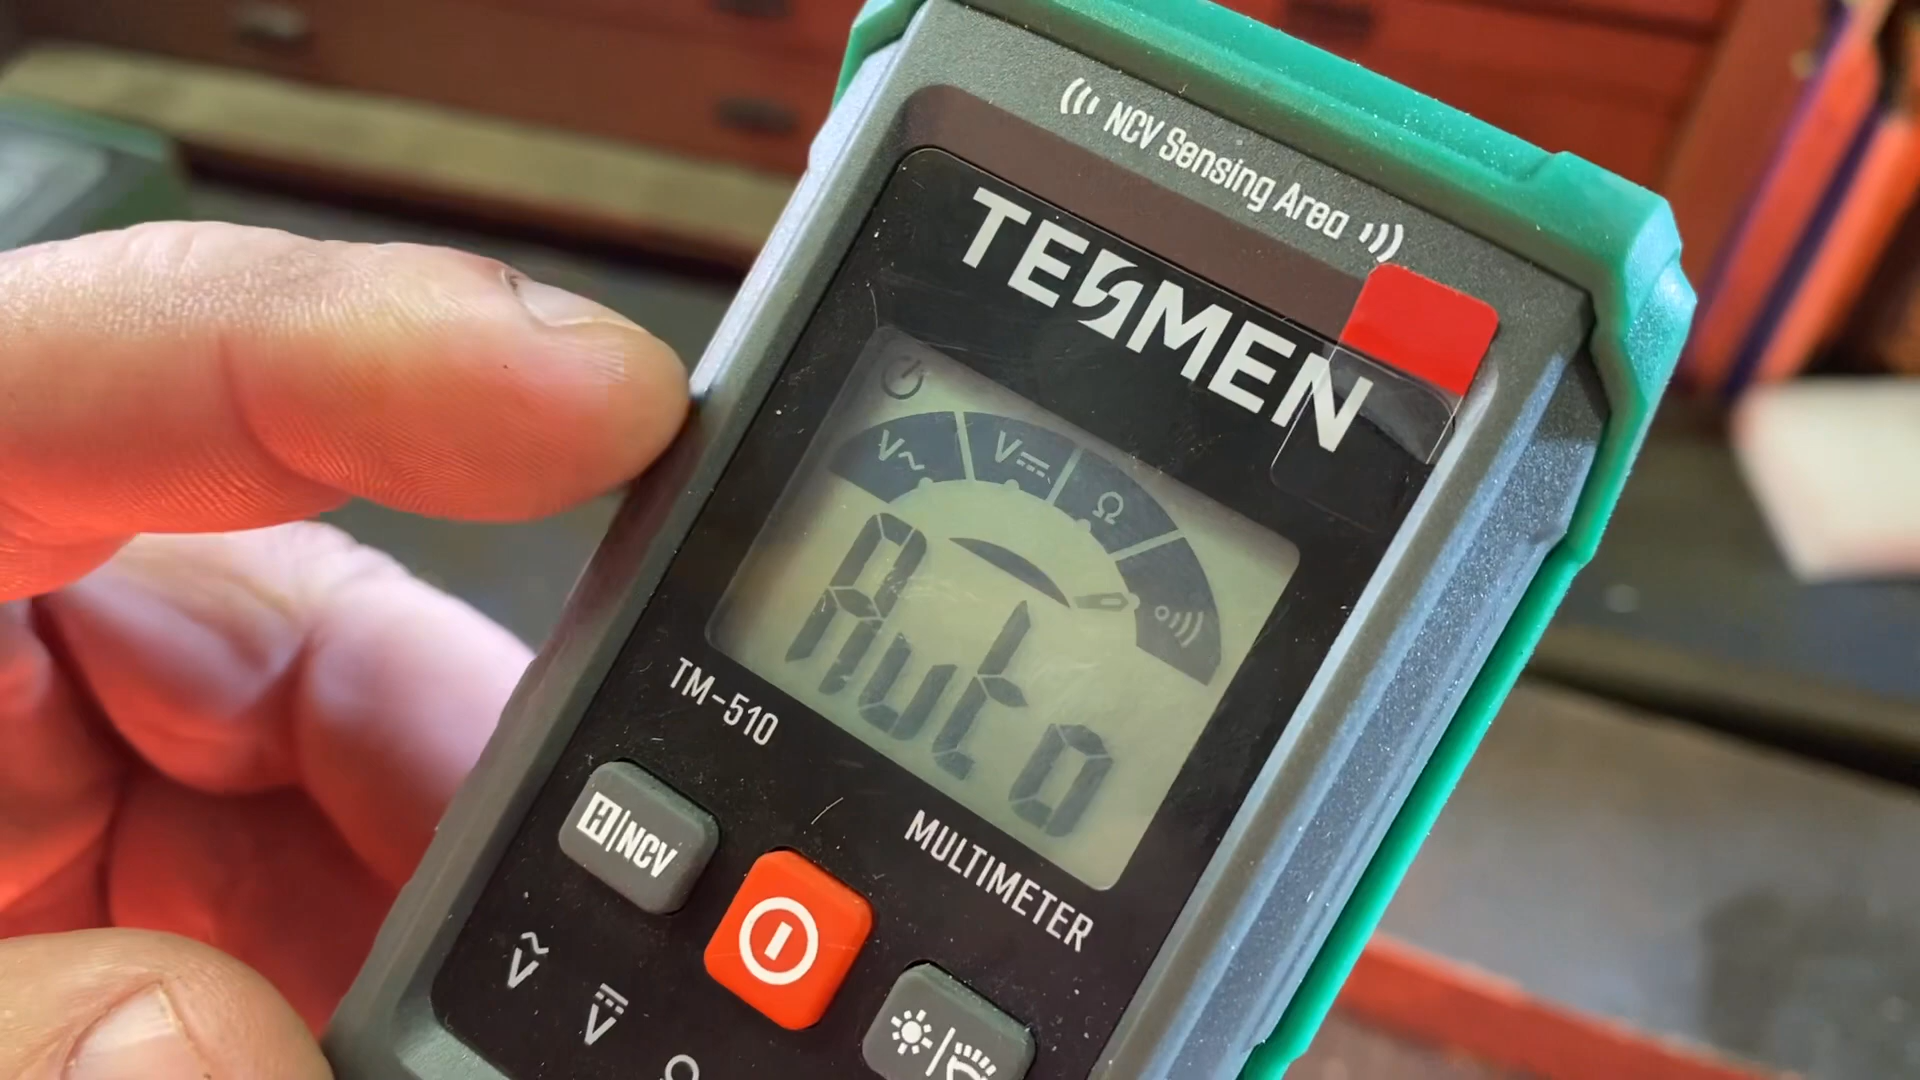 NCV Sensing Area
TESMEN
V~
V
Ω
Auto
TM-510
MULTIMETER
H|NCV
V
V